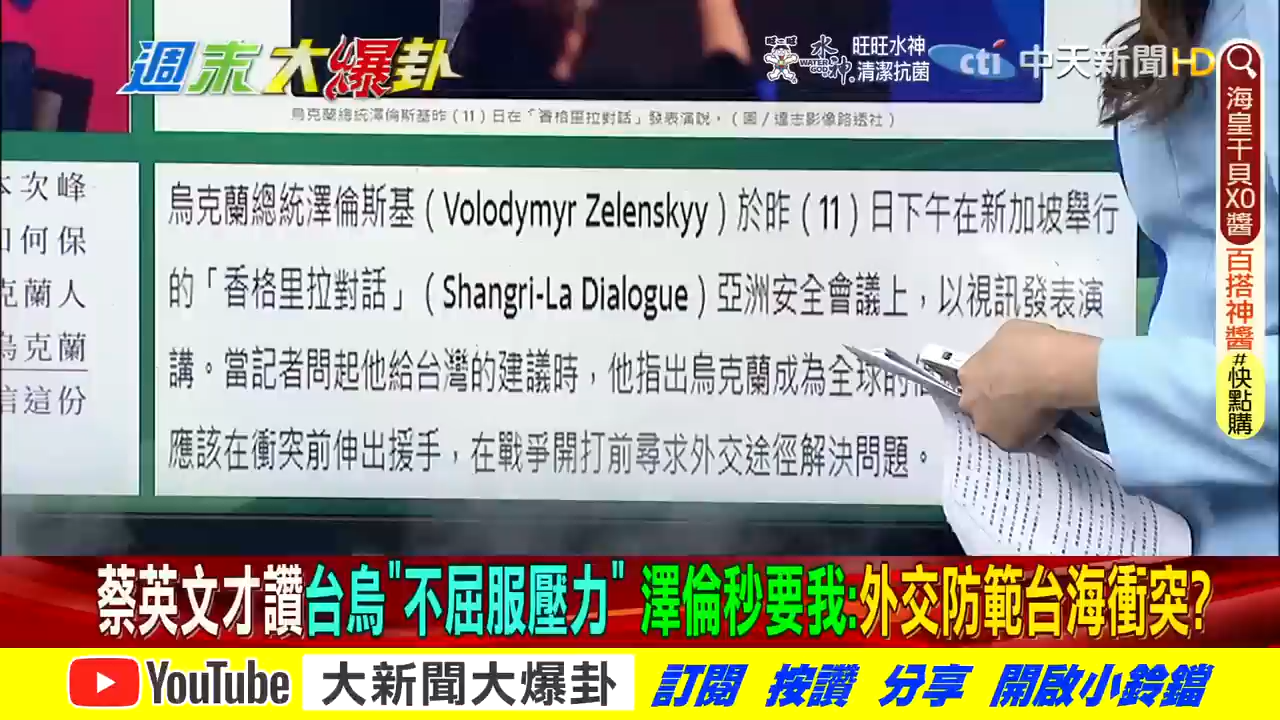 週末大爆卦
旺旺水神
清潔抗菌
水神
WATER GOD
cti 中天新聞HD
烏克蘭總統澤倫斯基昨（11）日在「香格里拉對話」發表演說。（圖／達志影像路透社）
本次峰
如何保
克蘭人
烏克蘭
言這份
烏克蘭總統澤倫斯基（Volodymyr Zelenskyy）於昨（11）日下午在新加坡舉行
的「香格里拉對話」（Shangri-La Dialogue）亞洲安全會議上，以視訊發表演
講。當記者問起他給台灣的建議時，他指出烏克蘭成為全球的
應該在衝突前伸出援手，在戰爭開打前尋求外交途徑解決問題。
海皇干貝XO醬
百搭神醬
#快點購
蔡英文才讚台烏"不屈服壓力" 澤倫秒要我:外交防範台海衝突?
YouTube 大新聞大爆卦 訂閱 按讚 分享 開啟小鈴鐺